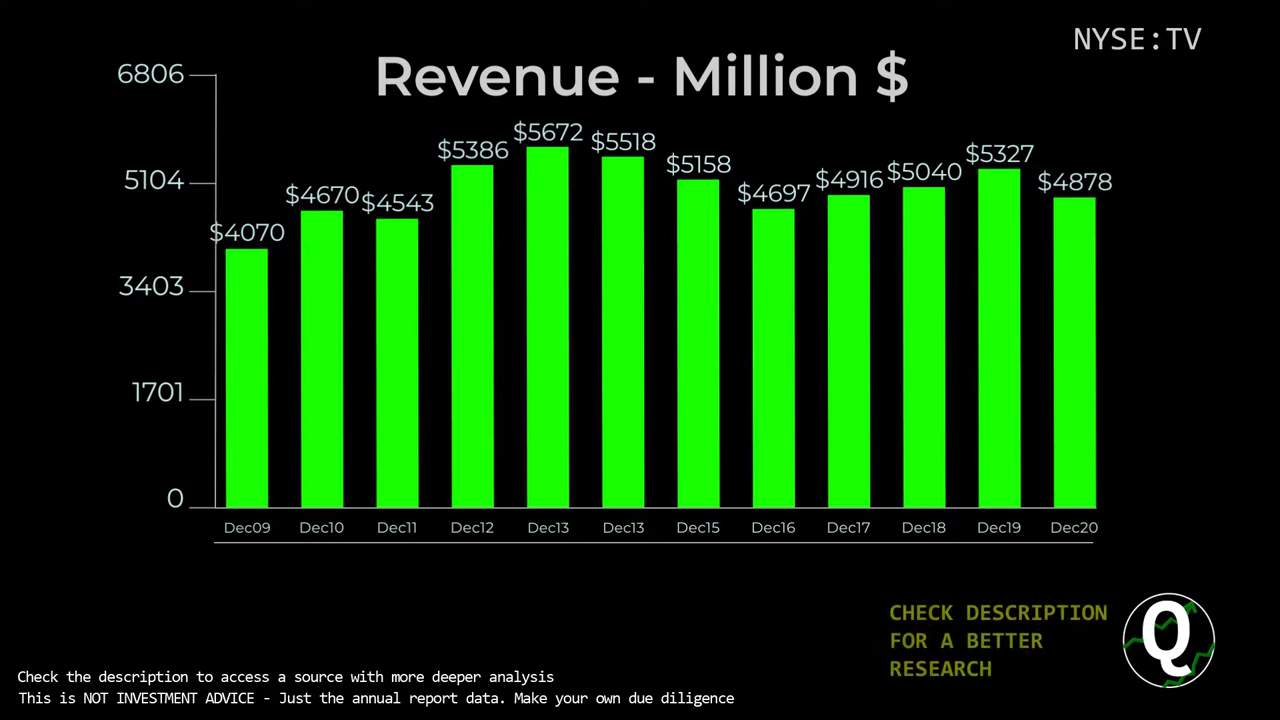 NYSE:TV
Revenue - Million $
6806
5104
3403
1701
0
$4070
$4670
$4543
$5386
$5672
$5518
$5158
$4697
$4916
$5040
$5327
$4878
Dec09 Dec10 Dec11 Dec12 Dec13 Dec13 Dec15 Dec16 Dec17 Dec18 Dec19 Dec20
CHECK DESCRIPTION
FOR A BETTER
RESEARCH
Q
Check the description to access a source with more deeper analysis
This is NOT INVESTMENT ADVICE - Just the annual report data. Make your own due diligence